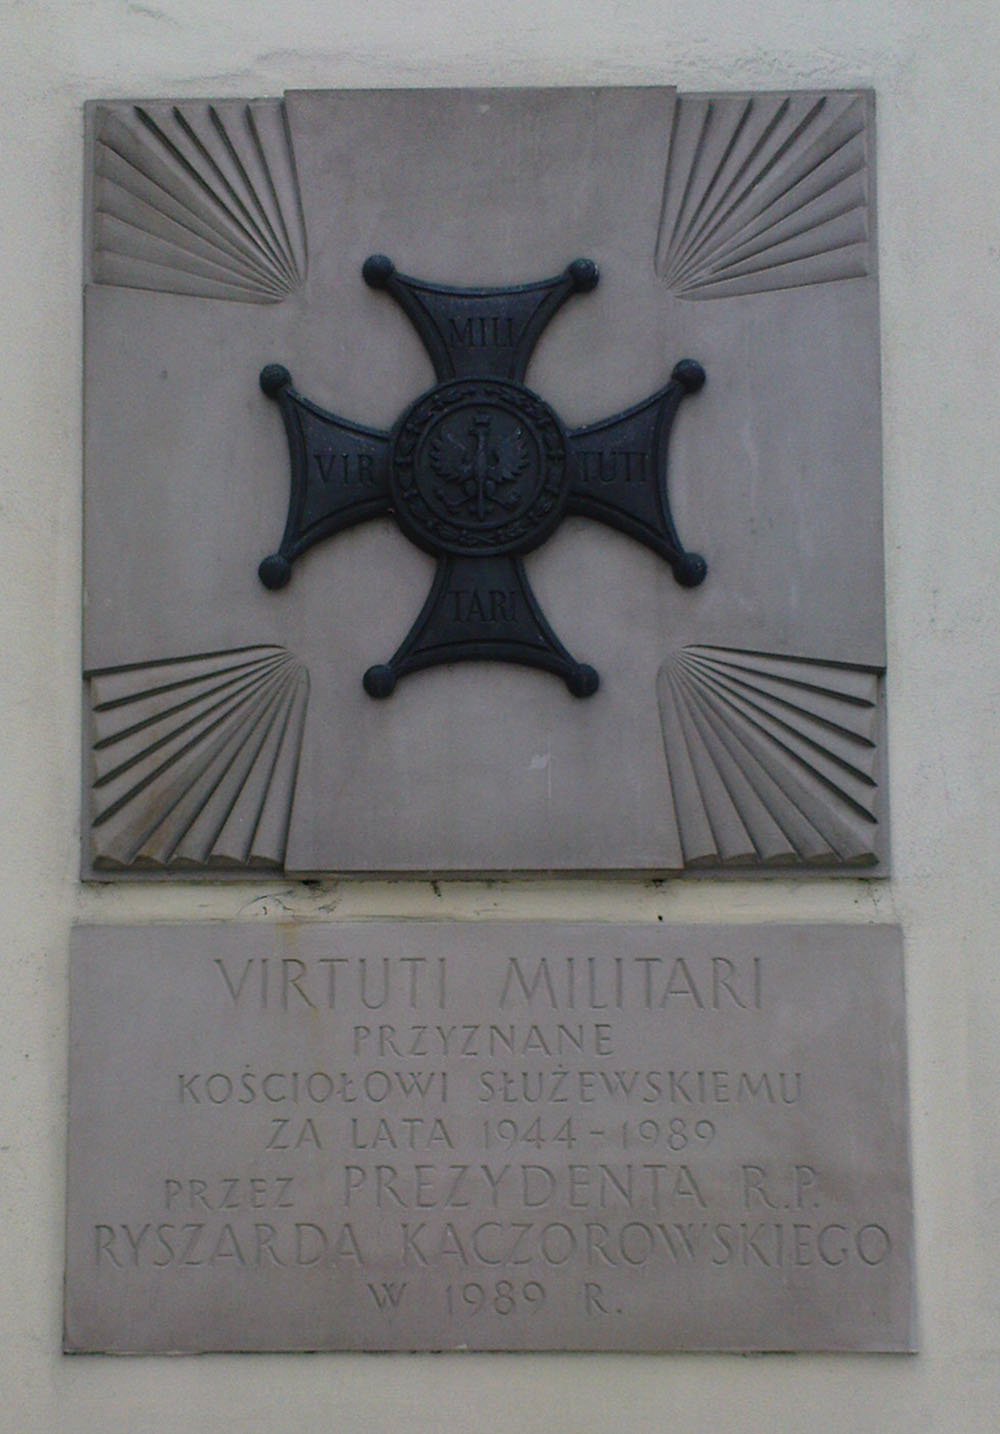 MILI
VIR TUTI
TARI
VIRTUTI MILITARI
PRZYZNANE
KOŚCIOŁOWI SŁUŻEWSKIEMU
ZA LATA 1944-1989
PRZEZ PREZYDENTA R.P.
RYSZARDA KACZOROWSKIEGO
W 1989 R.